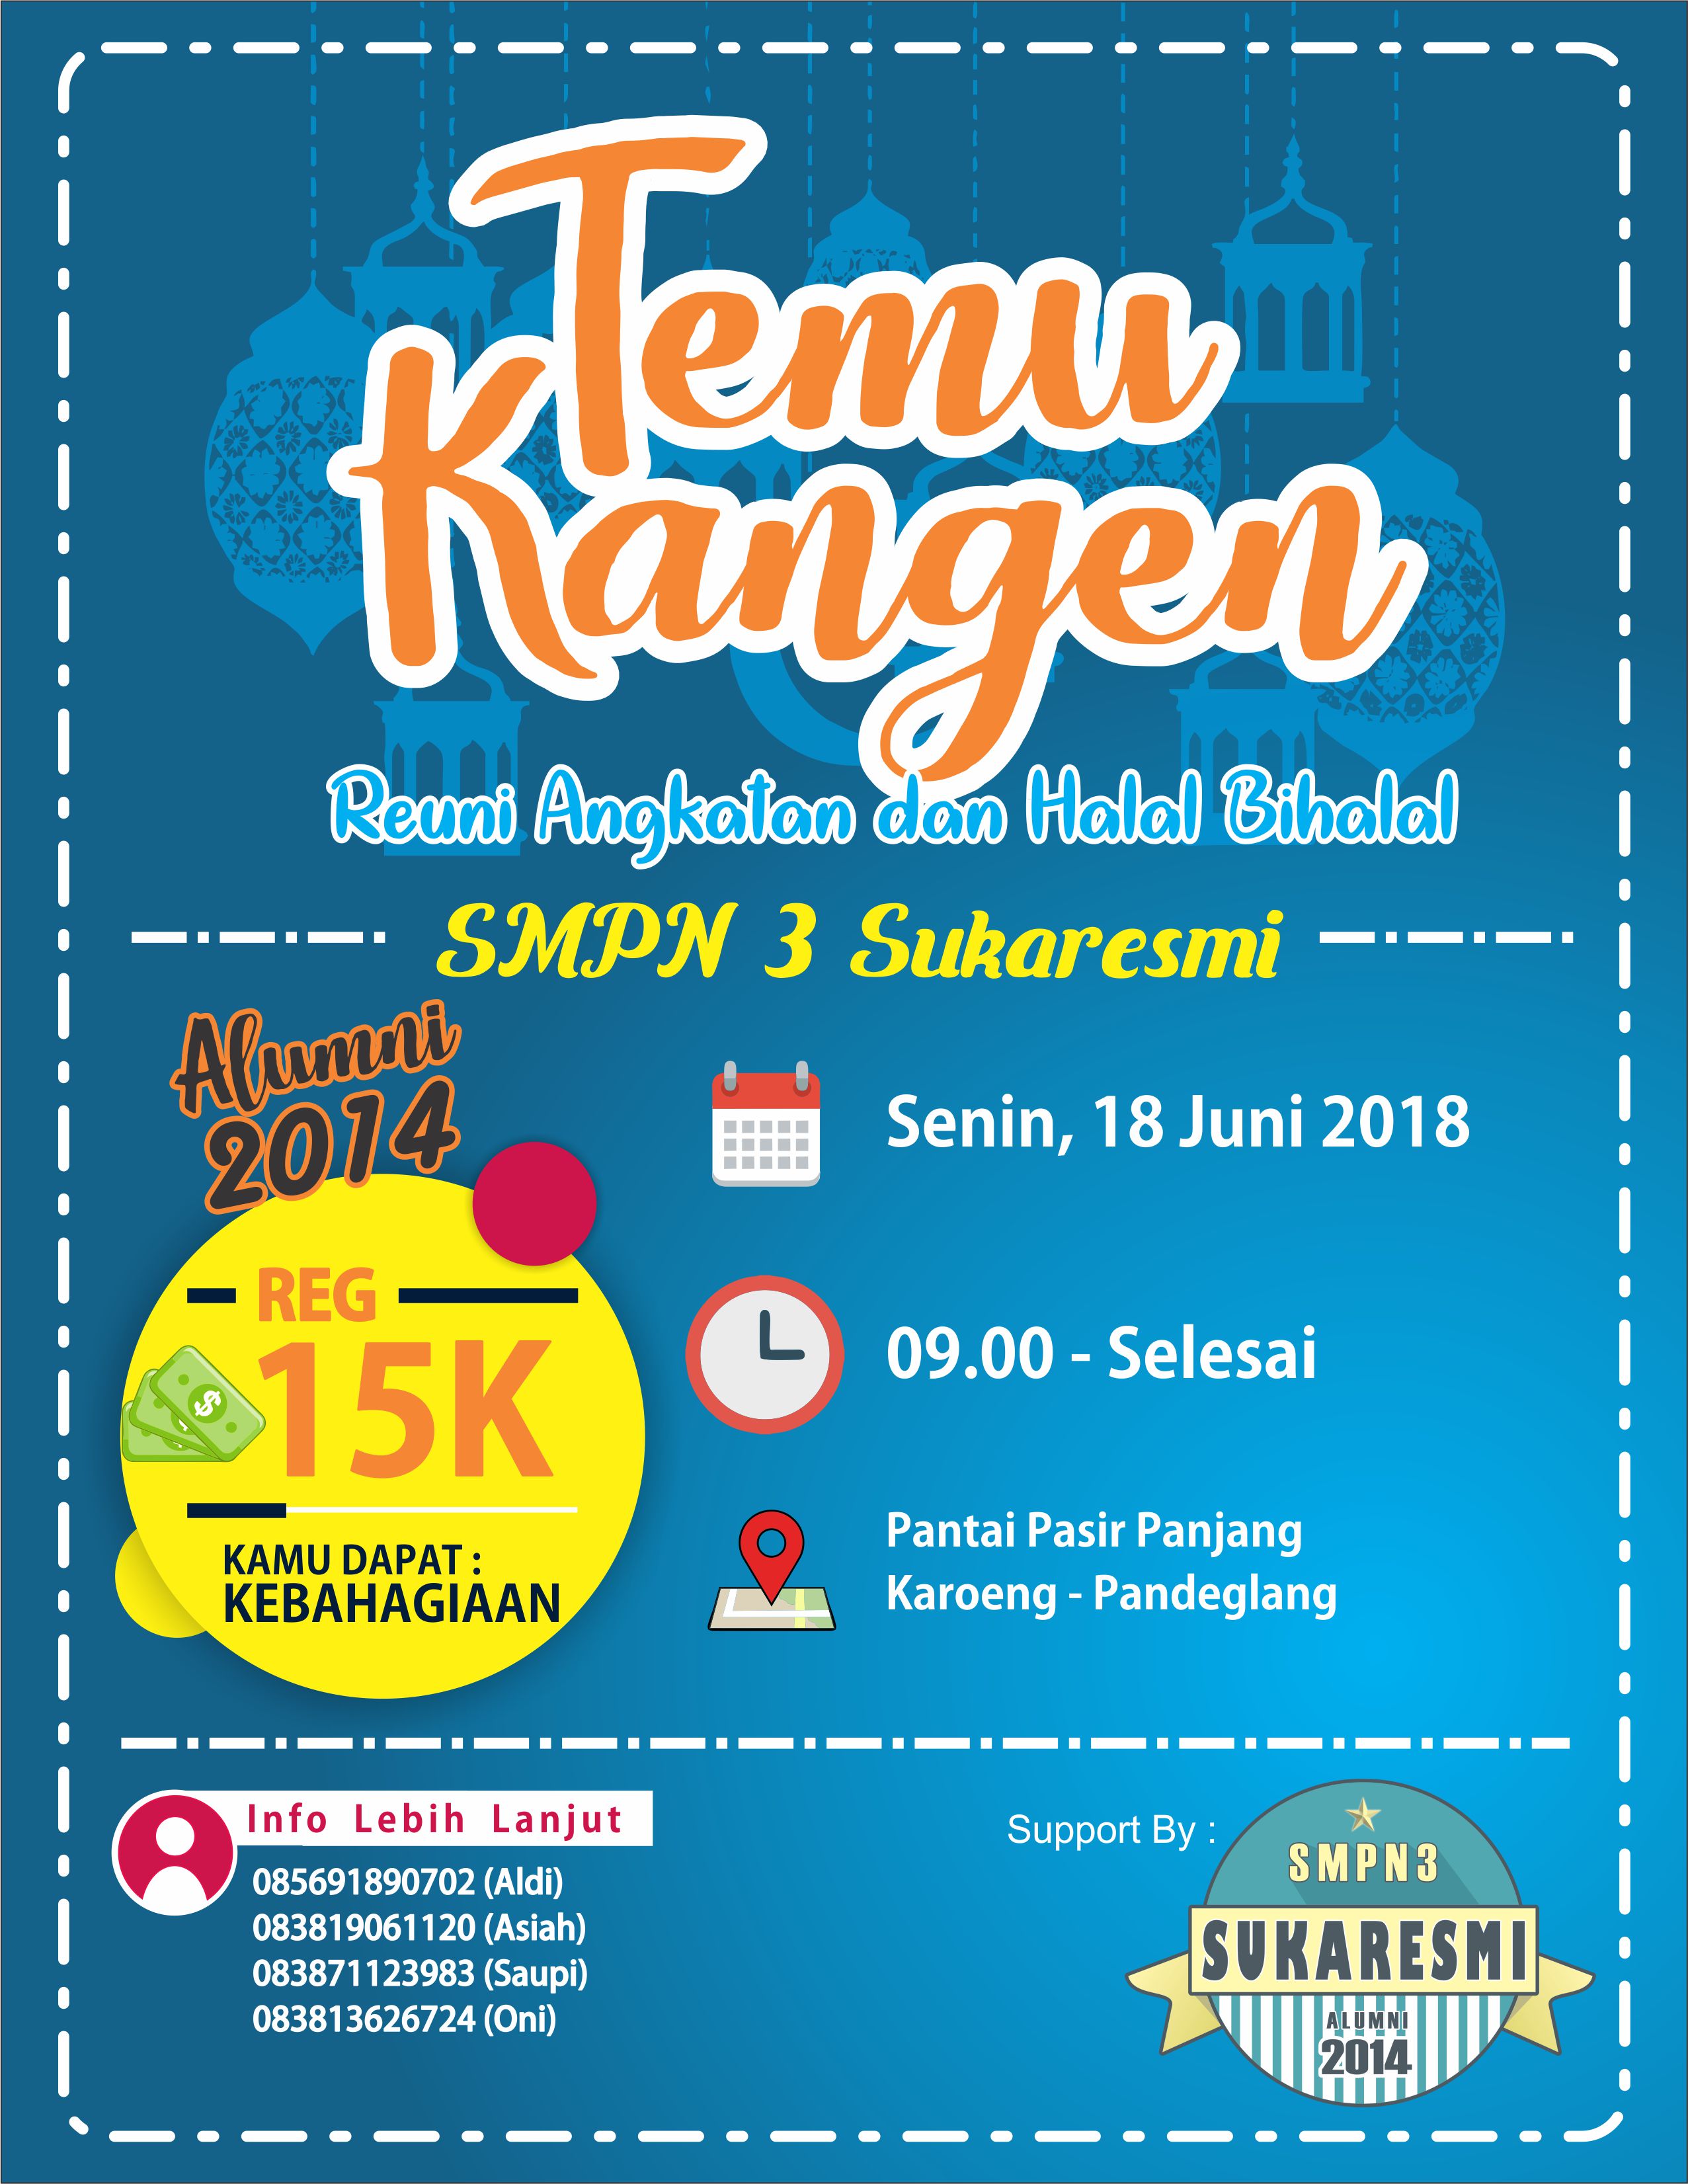 Temu
Kangen
Reuni Angkatan dan Halal Bihalal
SMPN 3 Sukaresmi
Alumni
2014
REG
15K
KAMU DAPAT :
KEBAHAGIAAN
Senin, 18 Juni 2018
09.00 - Selesai
Pantai Pasir Panjang
Karoeng - Pandeglang
Info Lebih Lanjut
085691890702 (Aldi)
083819061120 (Asiah)
083871123983 (Saupi)
083813626724 (Oni)
Support By :
SMPN3
SUKARESMI
ALUMNI
2014